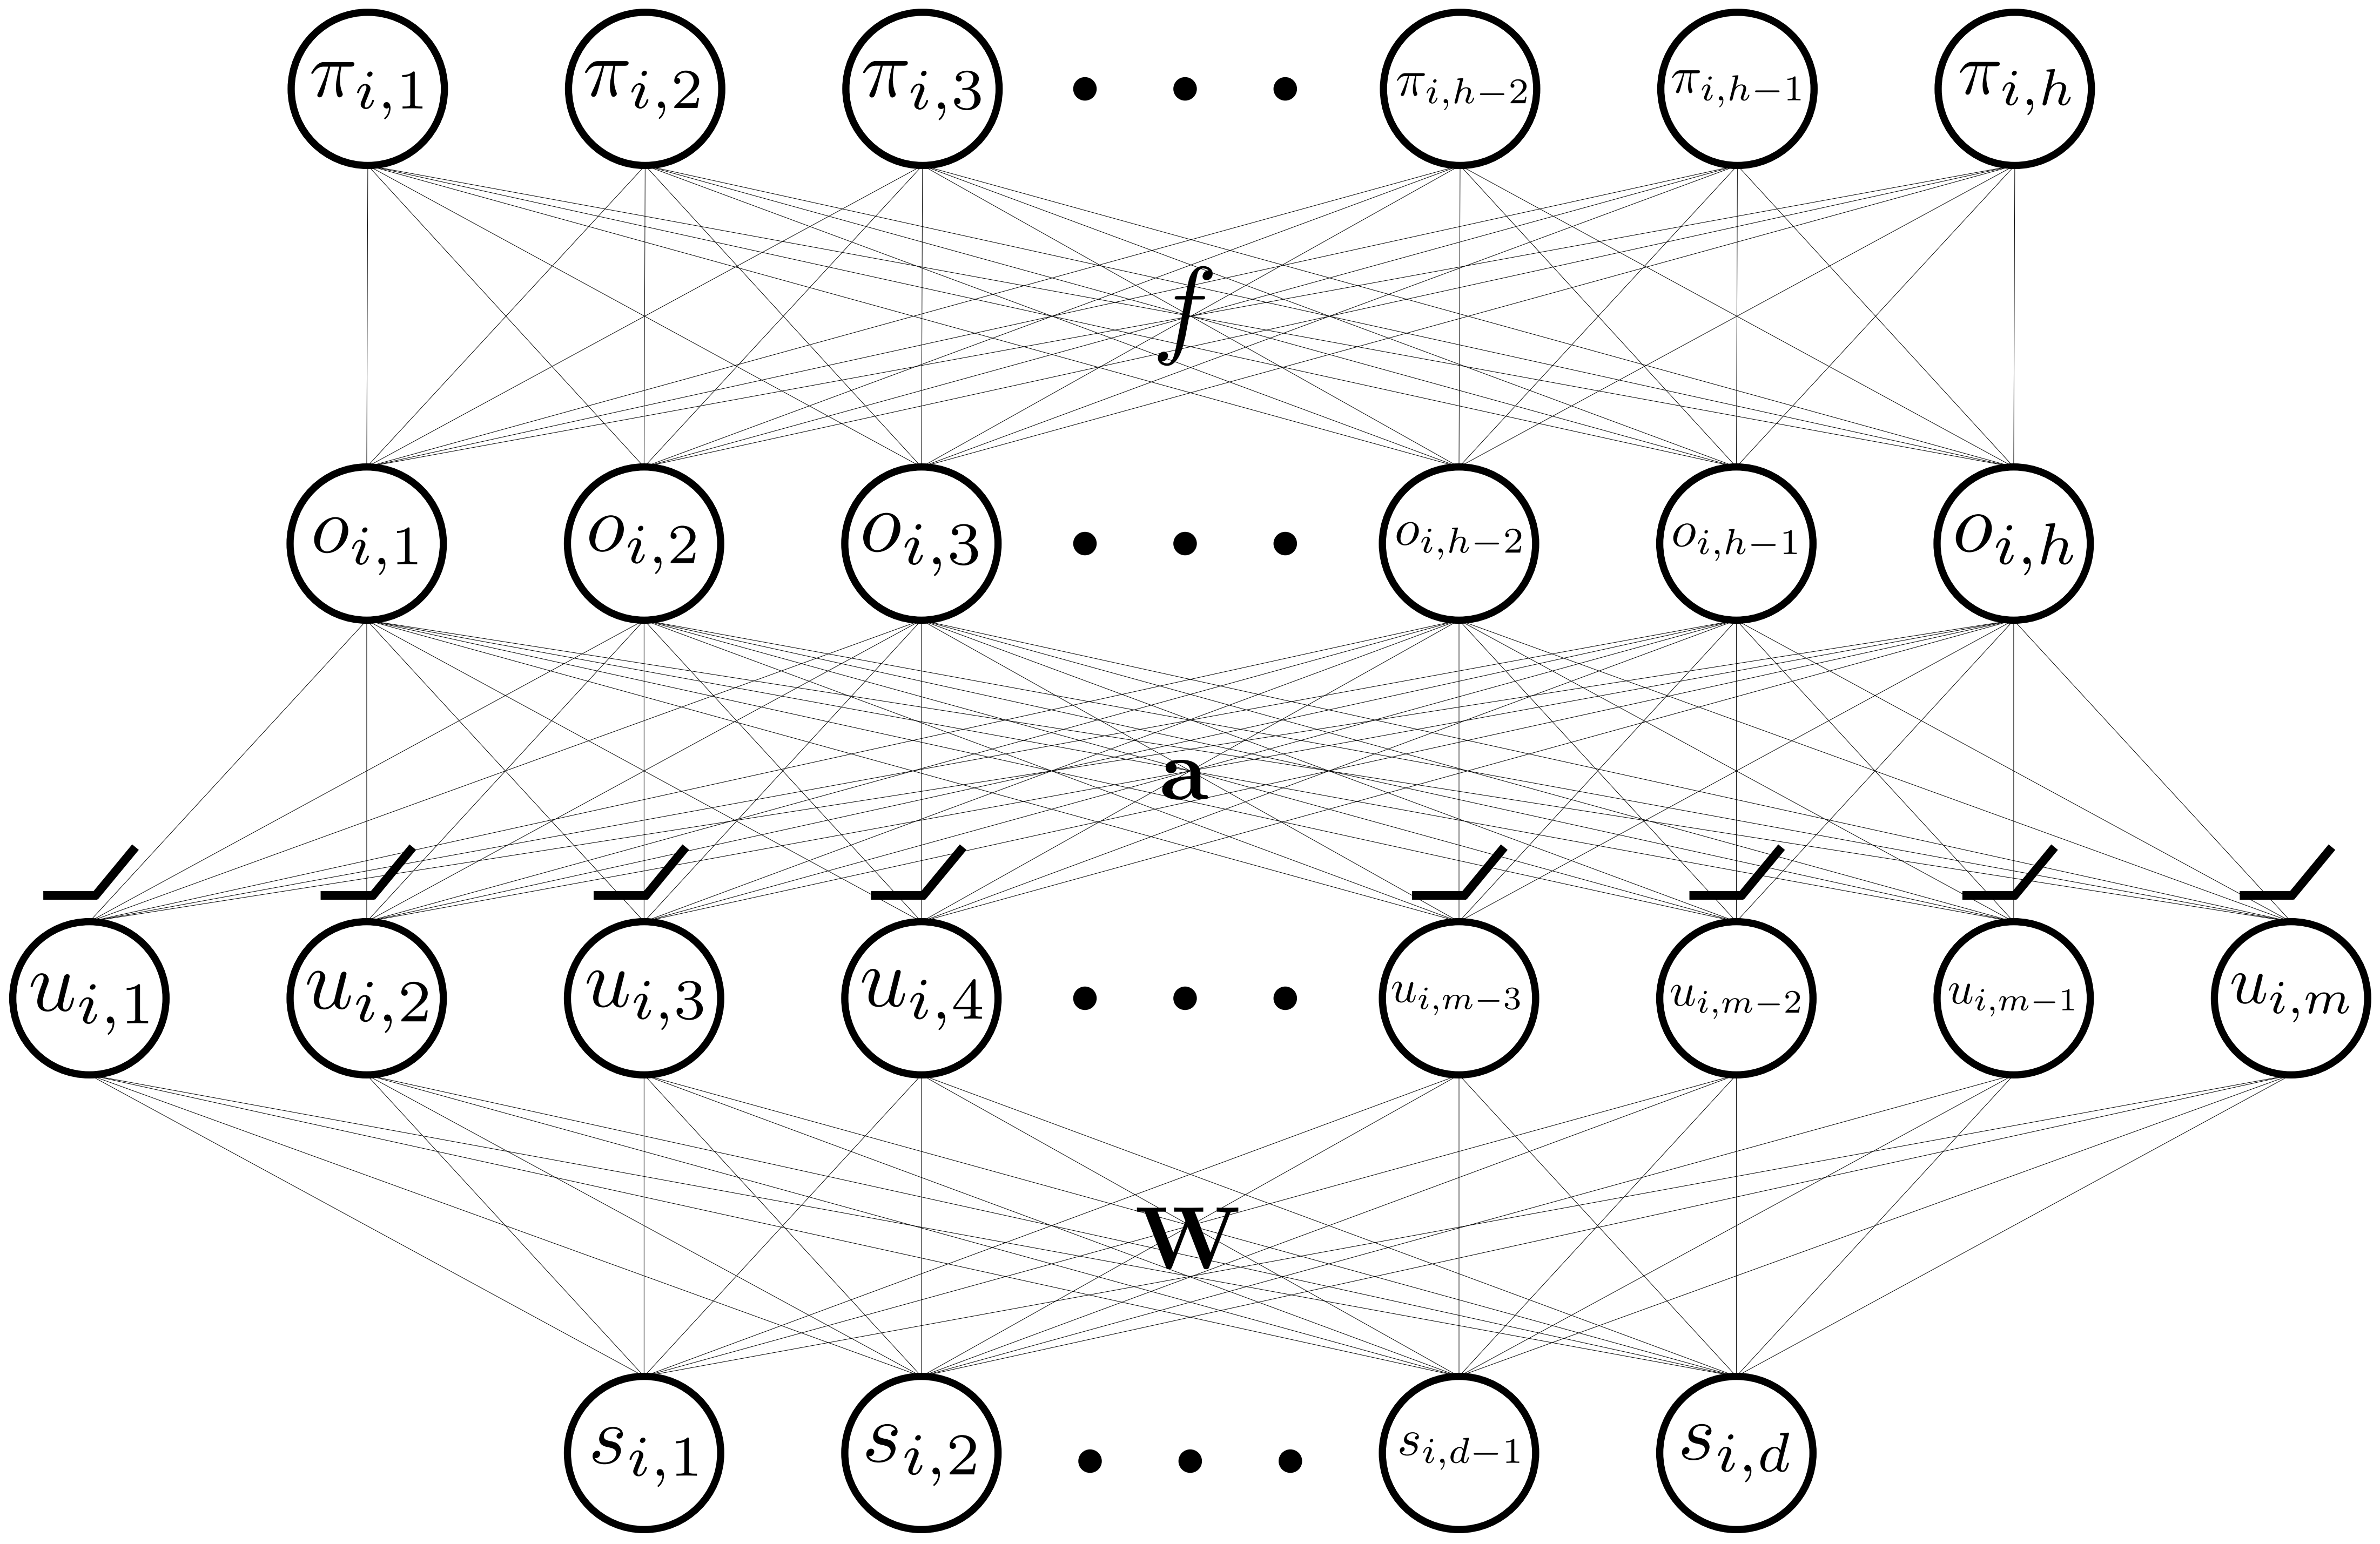 π_{i,1} π_{i,2} π_{i,3} • • • π_{i,h−2} π_{i,h−1} π_{i,h}
f
o_{i,1} o_{i,2} o_{i,3} • • • o_{i,h−2} o_{i,h−1} o_{i,h}
a
u_{i,1} u_{i,2} u_{i,3} u_{i,4} • • • u_{i,m−3} u_{i,m−2} u_{i,m−1} u_{i,m}
w
s_{i,1} s_{i,2} • • • s_{i,d−1} s_{i,d}